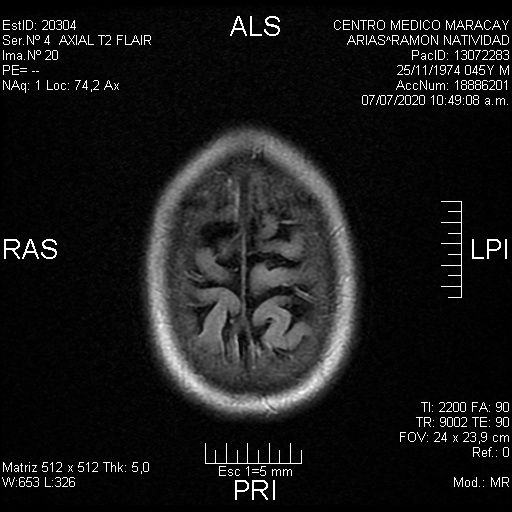 EstID: 20304
Ser.Nº 4 AXIAL T2 FLAIR
Ima.Nº 20
PE= --
NAq: 1 Loc: 74,2 Ax
ALS
CENTRO MEDICO MARACAY
ARIAS^RAMON NATIVIDAD
PacID: 13072283
25/11/1974 045Y M
AccNum: 18886201
07/07/2020 10:49:08 a.m.
RAS
LPI
TI: 2200 FA: 90
TR: 9002 TE: 90
FOV: 24 x 23,9 cm
Ref.: 0
Matriz 512 x 512 Thk: 5,0
W:653 L:326
Esc 1=5 mm
PRI
Mod.: MR